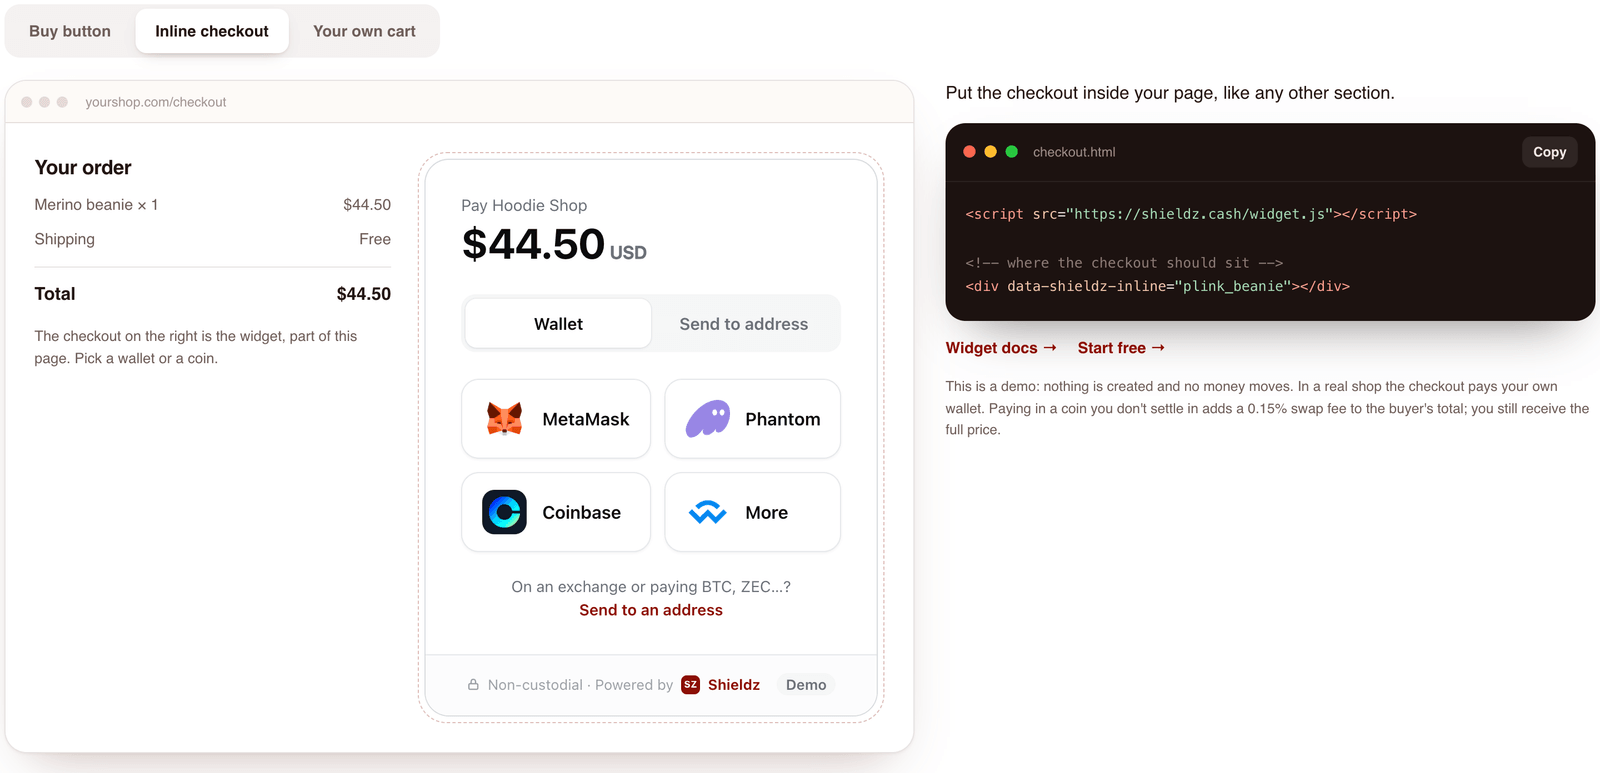 Buy button
Inline checkout
Your own cart
yourshop.com/checkout
Your order
Merino beanie × 1 $44.50
Shipping Free
Total $44.50
The checkout on the right is the widget, part of this
page. Pick a wallet or a coin.
Pay Hoodie Shop
$44.50 USD
Wallet
Send to address
MetaMask
Phantom
Coinbase
More
On an exchange or paying BTC, ZEC...?
Send to an address
Non-custodial · Powered by SZ Shieldz Demo
Put the checkout inside your page, like any other section.
checkout.html
Copy
<script src="https://shieldz.cash/widget.js"></script>
<!-- where the checkout should sit -->
<div data-shieldz-inline="plink_beanie"></div>
Widget docs → Start free →
This is a demo: nothing is created and no money moves. In a real shop the checkout pays your own
wallet. Paying in a coin you don't settle in adds a 0.15% swap fee to the buyer's total; you still receive the
full price.